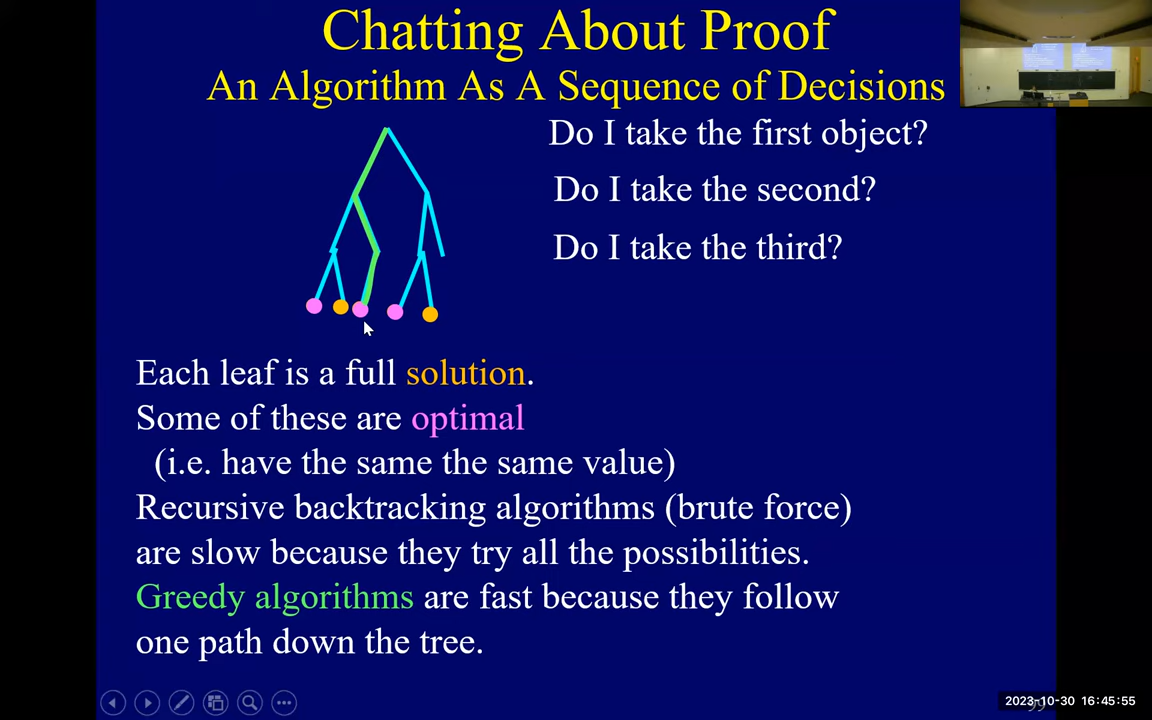 Chatting About Proof
An Algorithm As A Sequence of Decisions
Do I take the first object?
Do I take the second?
Do I take the third?
Each leaf is a full solution.
Some of these are optimal
(i.e. have the same the same value)
Recursive backtracking algorithms (brute force)
are slow because they try all the possibilities.
Greedy algorithms are fast because they follow
one path down the tree.
2023-10-30 16:45:55